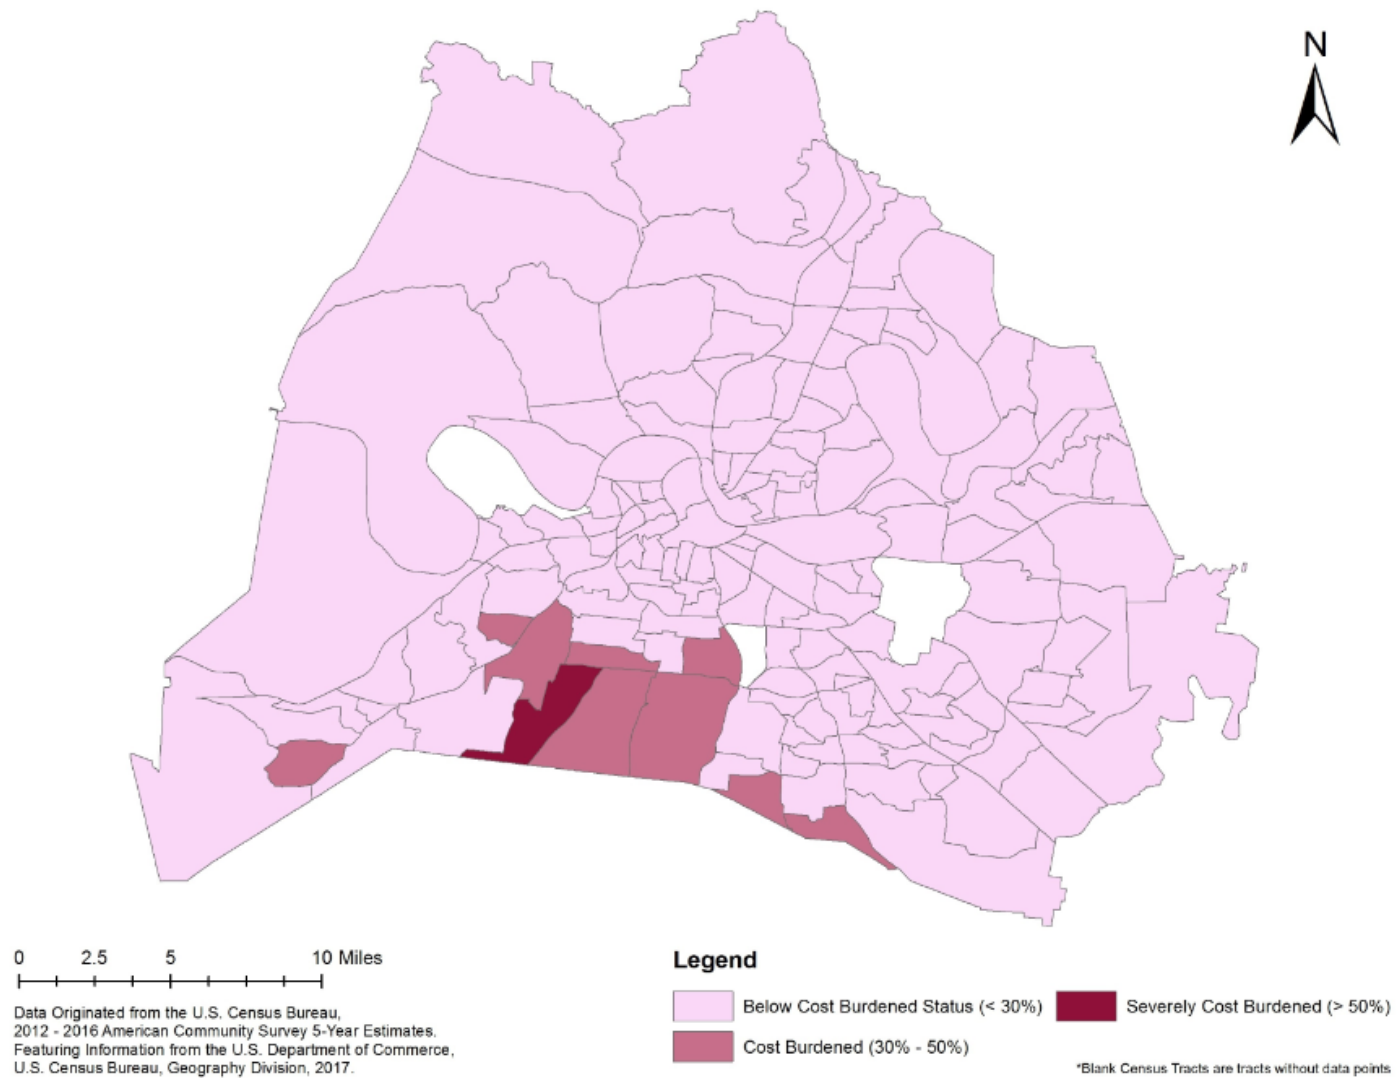 N
0 2.5 5 10 Miles
Data Originated from the U.S. Census Bureau,
2012 - 2016 American Community Survey 5-Year Estimates.
Featuring Information from the U.S. Department of Commerce,
U.S. Census Bureau, Geography Division, 2017.
Legend
Below Cost Burdened Status (< 30%)
Severely Cost Burdened (> 50%)
Cost Burdened (30% - 50%)
*Blank Census Tracts are tracts without data points